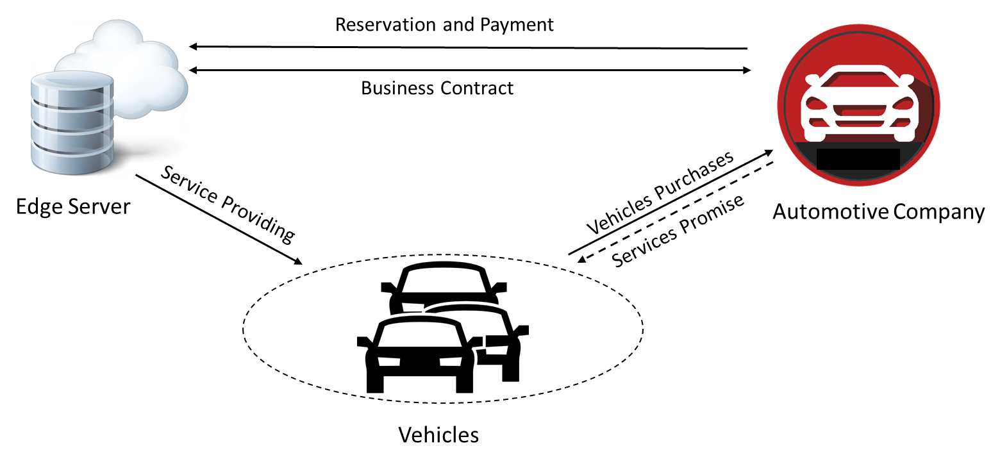 Reservation and Payment
Business Contract
Service Providing
Vehicles Purchases
Services Promise
Edge Server
Automotive Company
Vehicles